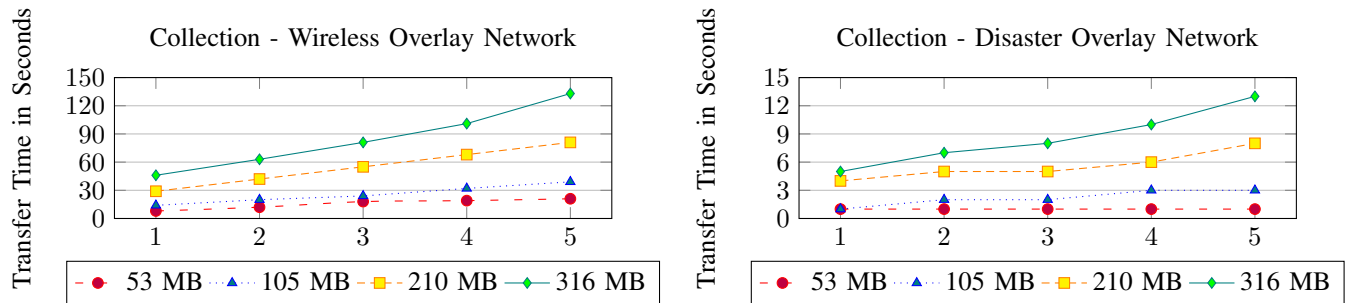 Collection - Wireless Overlay Network
Transfer Time in Seconds
150
120
90
60
30
0
1 2 3 4 5
53 MB 105 MB 210 MB 316 MB
Collection - Disaster Overlay Network
Transfer Time in Seconds
15
12
9
6
3
0
1 2 3 4 5
53 MB 105 MB 210 MB 316 MB